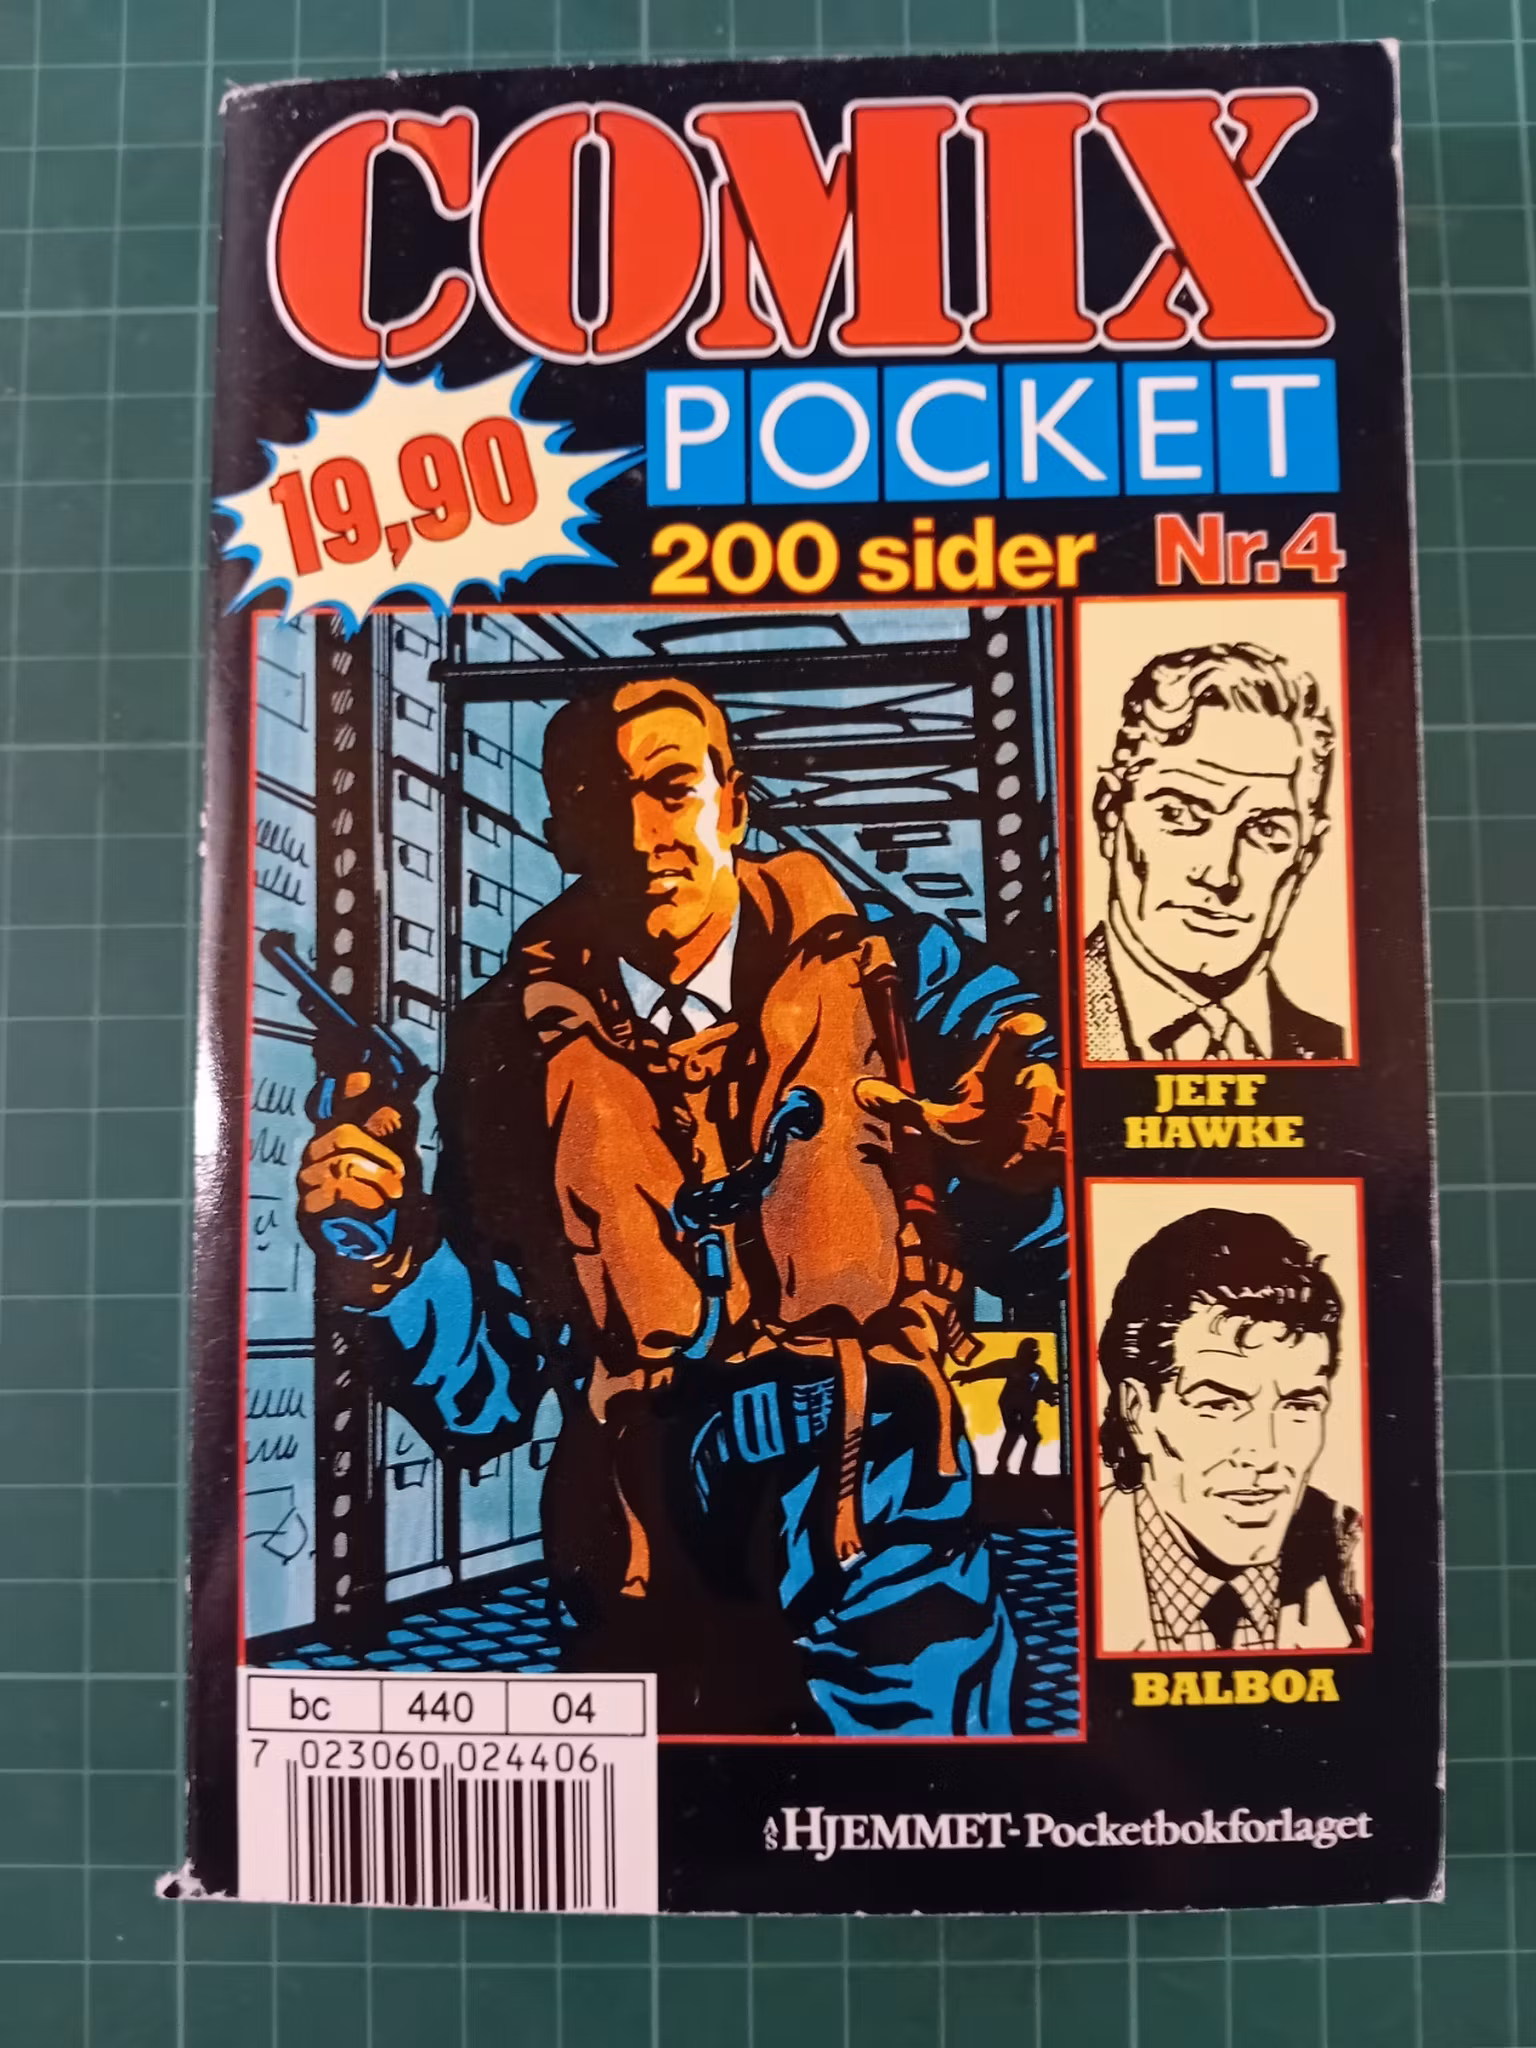 COMIX
POCKET
19,90
200 sider Nr.4
JEFF
HAWKE
BALBOA
bc 440 04
7 023060 024406
A/S HJEMMET-Pocketbokforlaget